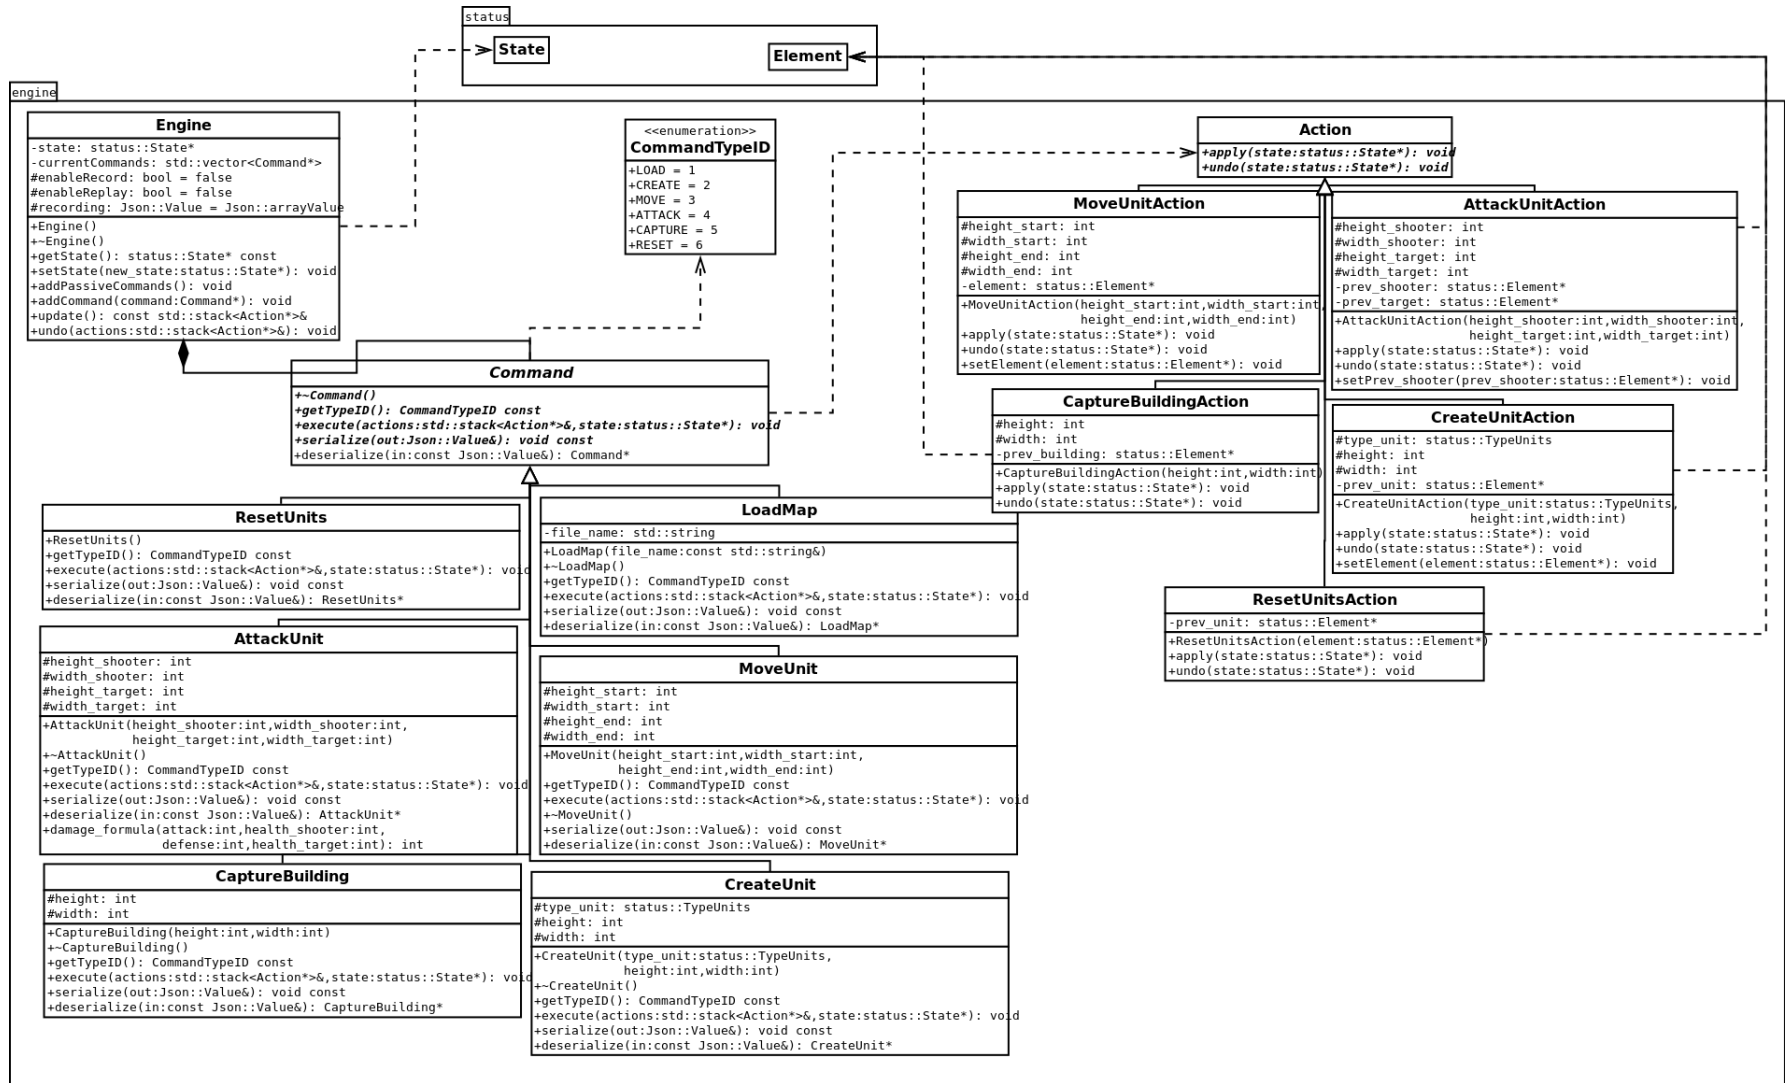 status
State
Element
engine
Engine
-state: status::State*
-currentCommands: std::vector<Command*>
#enableRecord: bool = false
#enableReplay: bool = false
#recording: Json::Value = Json::arrayValue
+Engine()
+~Engine()
+getState(): status::State* const
+setState(new_state:status::State*): void
+addPassiveCommands(): void
+addCommand(command:Command*): void
+update(): const std::stack<Action*>&
+undo(actions:std::stack<Action*>&): void
<<enumeration>>
CommandTypeID
+LOAD = 1
+CREATE = 2
+MOVE = 3
+ATTACK = 4
+CAPTURE = 5
+RESET = 6
Action
+apply(state:status::State*): void
+undo(state:status::State*): void
MoveUnitAction
#height_start: int
#width_start: int
#height_end: int
#width_end: int
-element: status::Element*
+MoveUnitAction(height_start:int,width_start:int,
height_end:int,width_end:int)
+apply(state:status::State*): void
+undo(state:status::State*): void
+setElement(element:status::Element*): void
AttackUnitAction
#height_shooter: int
#width_shooter: int
#height_target: int
#width_target: int
-prev_shooter: status::Element*
-prev_target: status::Element*
+AttackUnitAction(height_shooter:int,width_shooter:int,
height_target:int,width_target:int)
+apply(state:status::State*): void
+undo(state:status::State*): void
+setPrev_shooter(prev_shooter:status::Element*): void
Command
+~Command()
+getTypeID(): CommandTypeID const
+execute(actions:std::stack<Action*>&,state:status::State*): void
+serialize(out:Json::Value&): void const
+deserialize(in:const Json::Value&): Command*
CaptureBuildingAction
#height: int
#width: int
-prev_building: status::Element*
+CaptureBuildingAction(height:int,width:int)
+apply(state:status::State*): void
+undo(state:status::State*): void
CreateUnitAction
#type_unit: status::TypeUnits
#height: int
#width: int
-prev_unit: status::Element*
+CreateUnitAction(type_unit:status::TypeUnits,
height:int,width:int)
+apply(state:status::State*): void
+undo(state:status::State*): void
+setElement(element:status::Element*): void
ResetUnits
+ResetUnits()
+getTypeID(): CommandTypeID const
+execute(actions:std::stack<Action*>&,state:status::State*): void
+serialize(out:Json::Value&): void const
+deserialize(in:const Json::Value&): ResetUnits*
LoadMap
-file_name: std::string
+LoadMap(file_name:const std::string&)
+~LoadMap()
+getTypeID(): CommandTypeID const
+execute(actions:std::stack<Action*>&,state:status::State*): void
+serialize(out:Json::Value&): void const
+deserialize(in:const Json::Value&): LoadMap*
ResetUnitsAction
-prev_unit: status::Element*
+ResetUnitsAction(element:status::Element*)
+apply(state:status::State*): void
+undo(state:status::State*): void
AttackUnit
#height_shooter: int
#width_shooter: int
#height_target: int
#width_target: int
+AttackUnit(height_shooter:int,width_shooter:int,
height_target:int,width_target:int)
+~AttackUnit()
+getTypeID(): CommandTypeID const
+execute(actions:std::stack<Action*>&,state:status::State*): void
+serialize(out:Json::Value&): void const
+deserialize(in:const Json::Value&): AttackUnit*
+damage_formula(attack:int,health_shooter:int,
defense:int,health_target:int): int
MoveUnit
#height_start: int
#width_start: int
#height_end: int
#width_end: int
+MoveUnit(height_start:int,width_start:int,
height_end:int,width_end:int)
+getTypeID(): CommandTypeID const
+execute(actions:std::stack<Action*>&,state:status::State*): void
+~MoveUnit()
+serialize(out:Json::Value&): void const
+deserialize(in:const Json::Value&): MoveUnit*
CaptureBuilding
#height: int
#width: int
+CaptureBuilding(height:int,width:int)
+~CaptureBuilding()
+getTypeID(): CommandTypeID const
+execute(actions:std::stack<Action*>&,state:status::State*): void
+serialize(out:Json::Value&): void const
+deserialize(in:const Json::Value&): CaptureBuilding*
CreateUnit
#type_unit: status::TypeUnits
#height: int
#width: int
+CreateUnit(type_unit:status::TypeUnits,
height:int,width:int)
+~CreateUnit()
+getTypeID(): CommandTypeID const
+execute(actions:std::stack<Action*>&,state:status::State*): void
+serialize(out:Json::Value&): void const
+deserialize(in:const Json::Value&): CreateUnit*